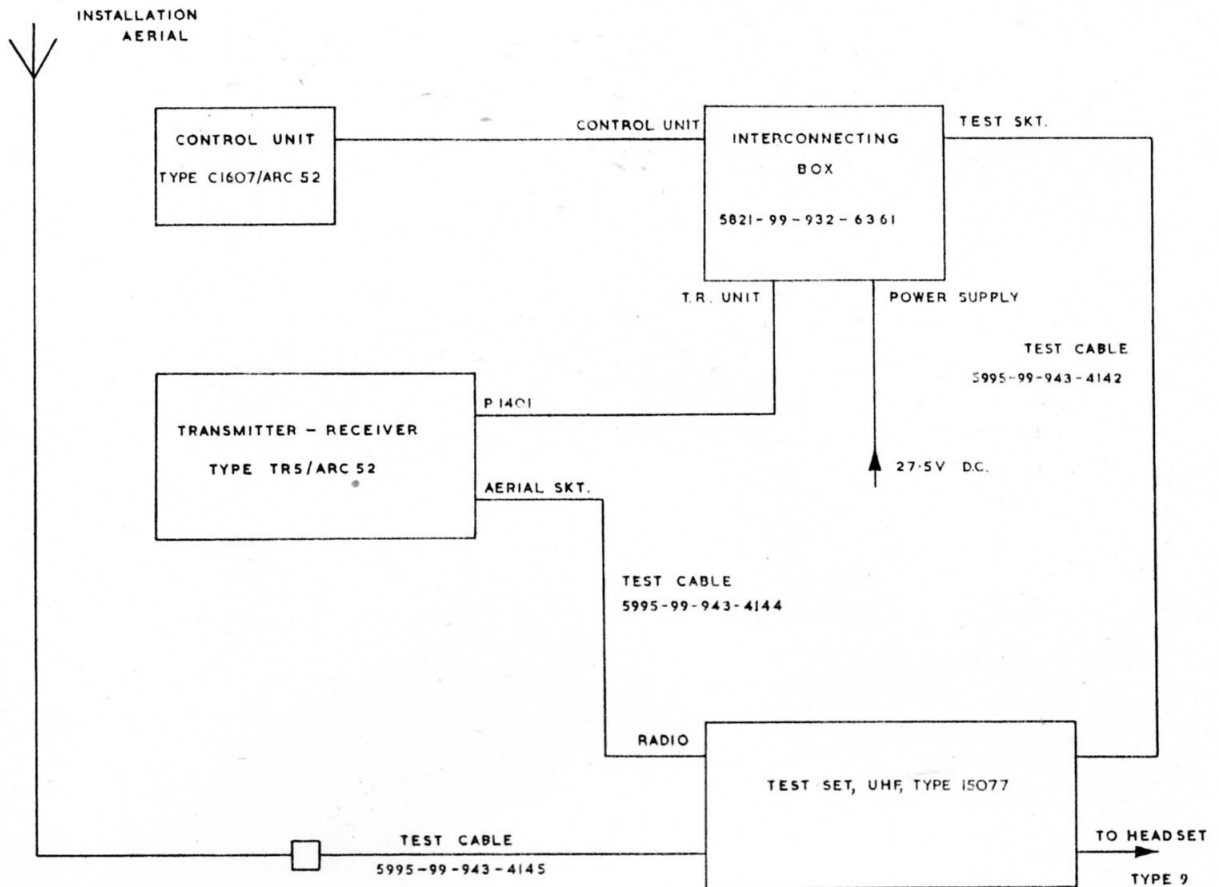 INSTALLATION
AERIAL
CONTROL UNIT
TYPE C1607/ARC 52
CONTROL UNIT
INTERCONNECTING
BOX
5821-99-932-6361
TEST SKT.
T.R. UNIT
POWER SUPPLY
TEST CABLE
5995-99-943-4142
27·5V D.C.
TRANSMITTER – RECEIVER
TYPE TR5/ARC 52
P1401
AERIAL SKT.
TEST CABLE
5995-99-943-4144
RADIO
TEST SET, UHF, TYPE 15077
TEST CABLE
5995-99-943-4145
TO HEADSET
TYPE 9